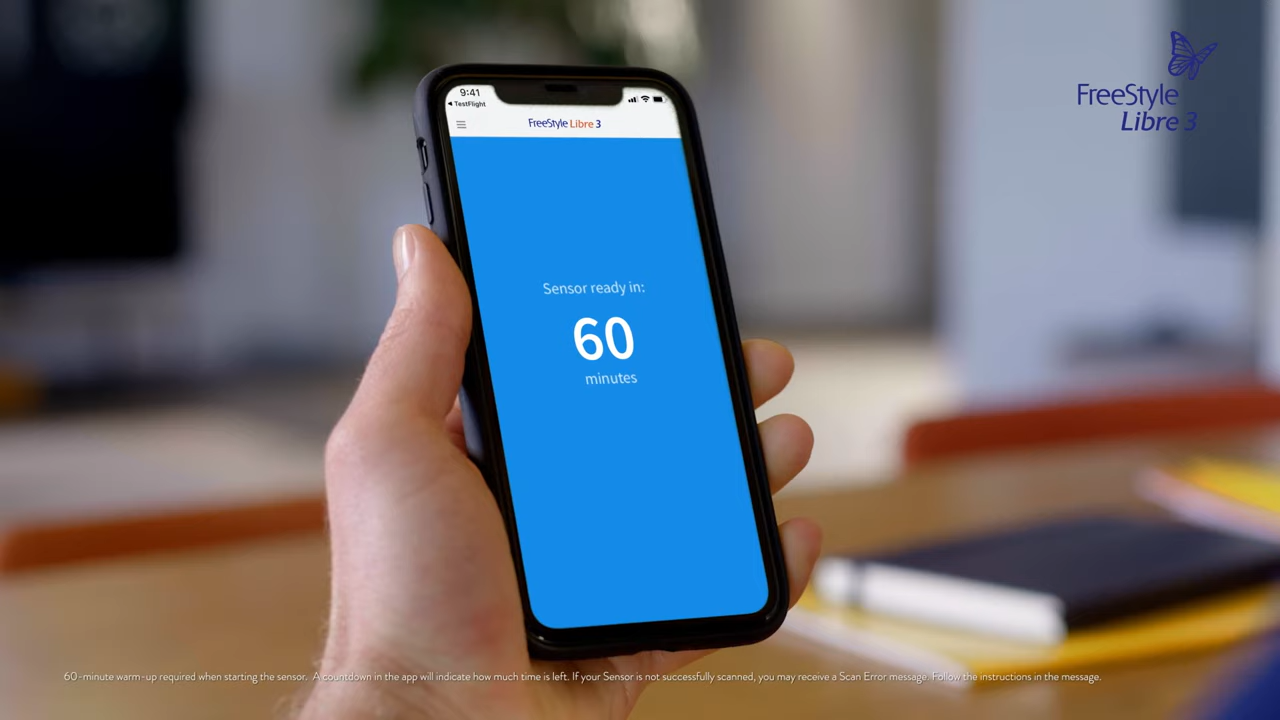 9:41
◀ TestFlight
FreeStyle Libre 3
Sensor ready in:
60
minutes
FreeStyle
Libre 3
60-minute warm-up required when starting the sensor. A countdown in the app will indicate how much time is left. If your Sensor is not successfully scanned, you may receive a Scan Error message. Follow the instructions in the message.